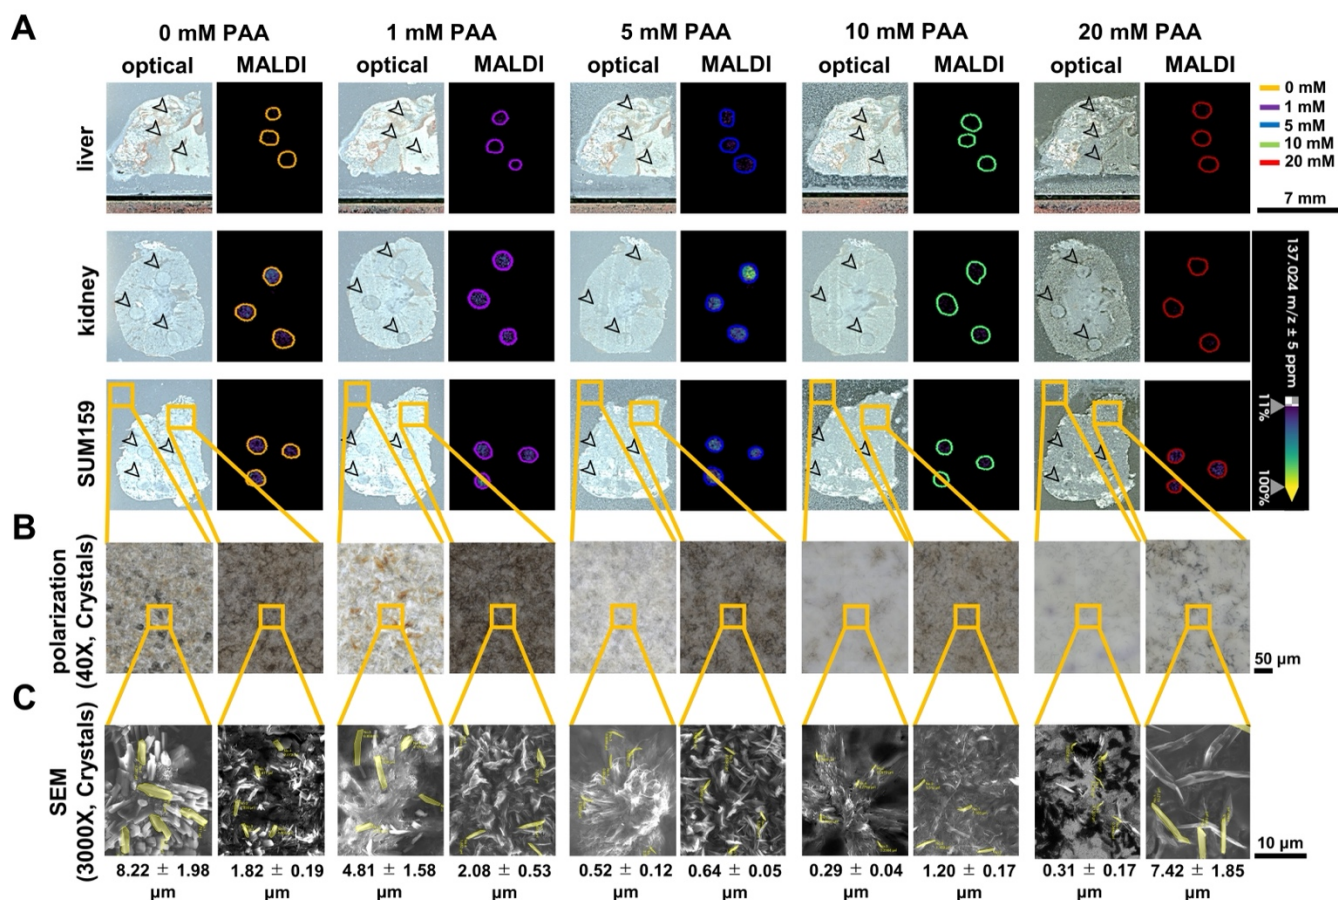 A
0 mM PAA 1 mM PAA 5 mM PAA 10 mM PAA 20 mM PAA
optical MALDI optical MALDI optical MALDI optical MALDI optical MALDI
liver
0 mM
1 mM
5 mM
10 mM
20 mM
7 mm
kidney
137.024 m/z ± 5 ppm
11%
100%
SUM159
B
polarization
(40X, Crystals)
50 µm
C
SEM
(3000X, Crystals)
10 µm
8.22 ± 1.98 1.82 ± 0.19 4.81 ± 1.58 2.08 ± 0.53 0.52 ± 0.12 0.64 ± 0.05 0.29 ± 0.04 1.20 ± 0.17 0.31 ± 0.17 7.42 ± 1.85
µm µm µm µm µm µm µm µm µm µm